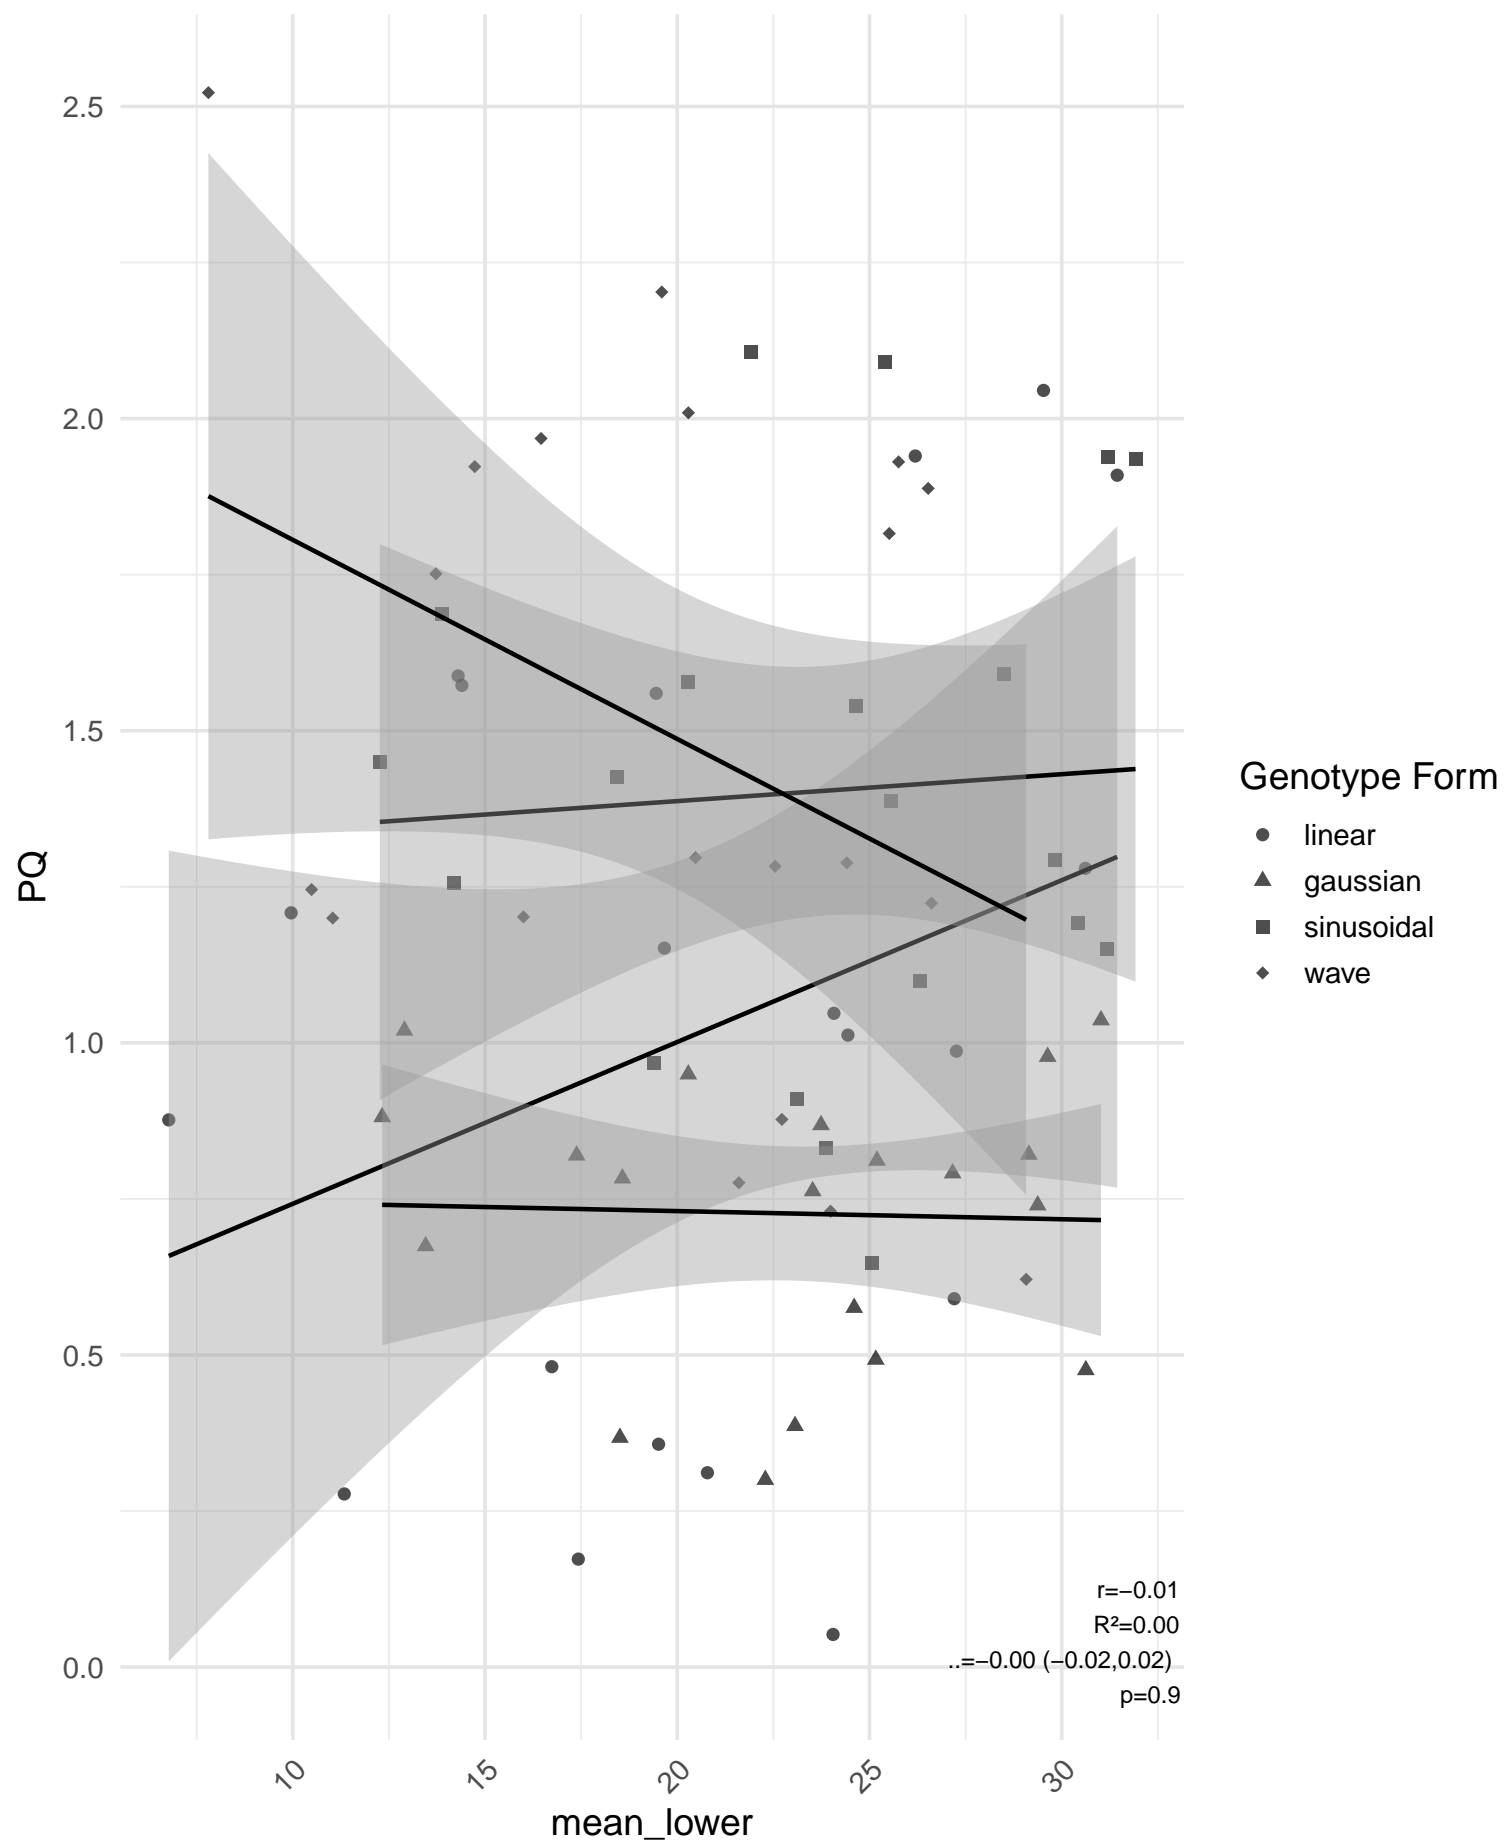 2.5
2.0
1.5
1.0
0.5
0.0
PQ
10
15
20
25
30
mean_lower
r=−0.01
R²=0.00
..=−0.00 (−0.02,0.02)
p=0.9
Genotype Form
linear
gaussian
sinusoidal
wave